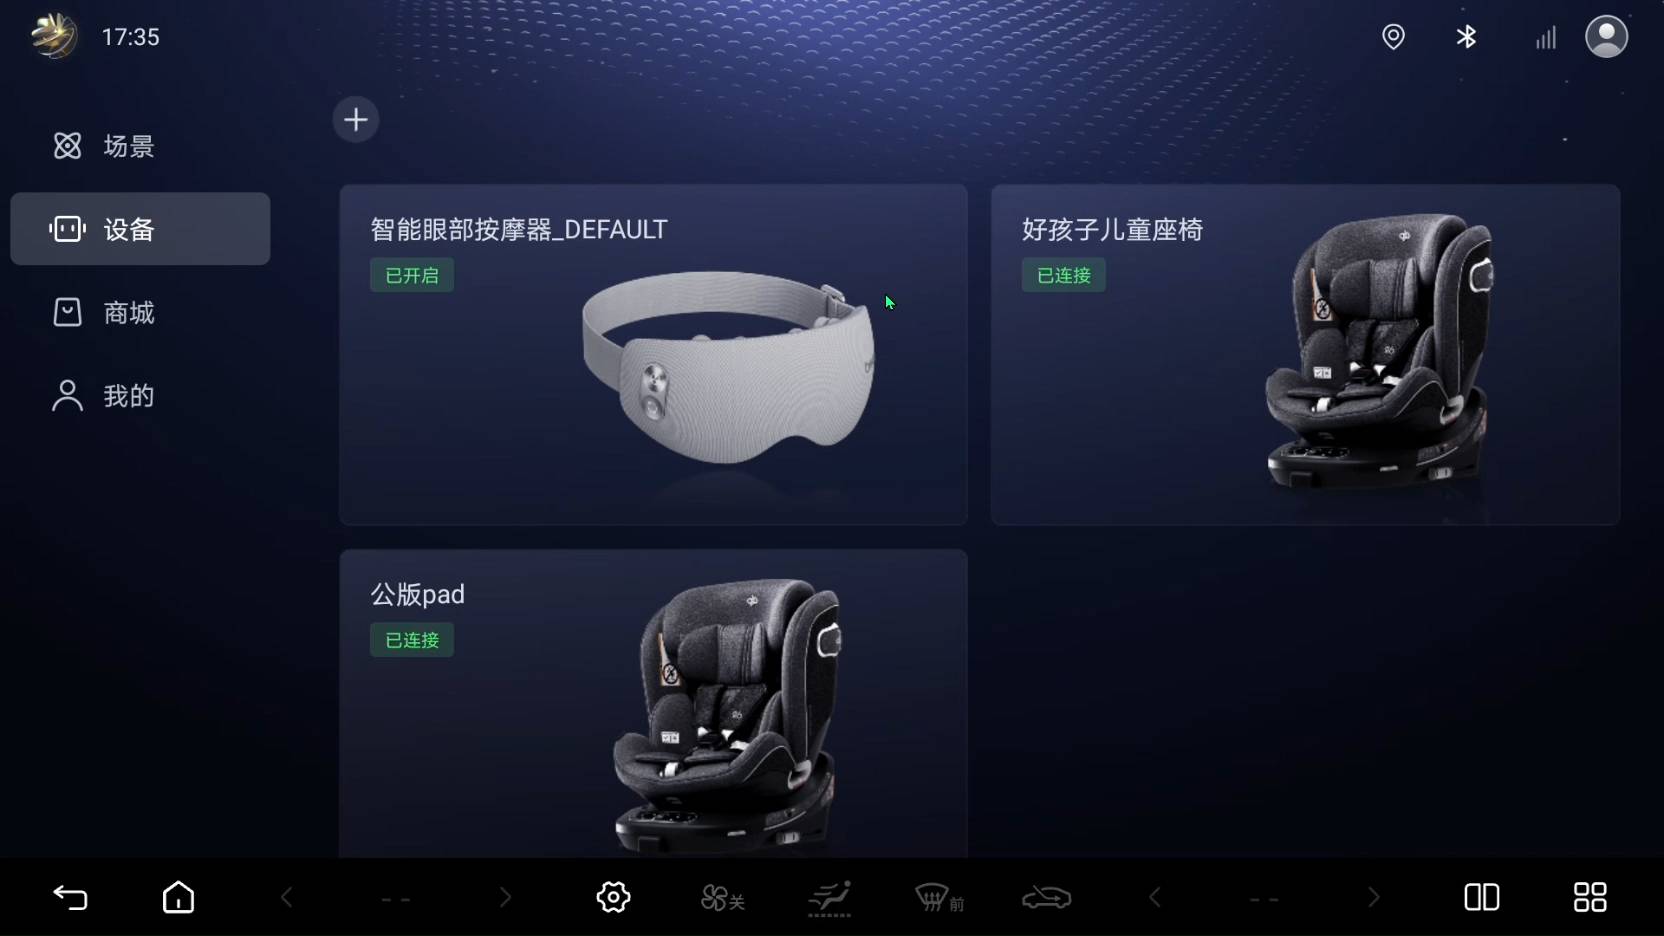 17:35
场景
设备
商城
我的
智能眼部按摩器_DEFAULT
已开启
好孩子儿童座椅
已连接
公版pad
已连接
- -
关
前
- -